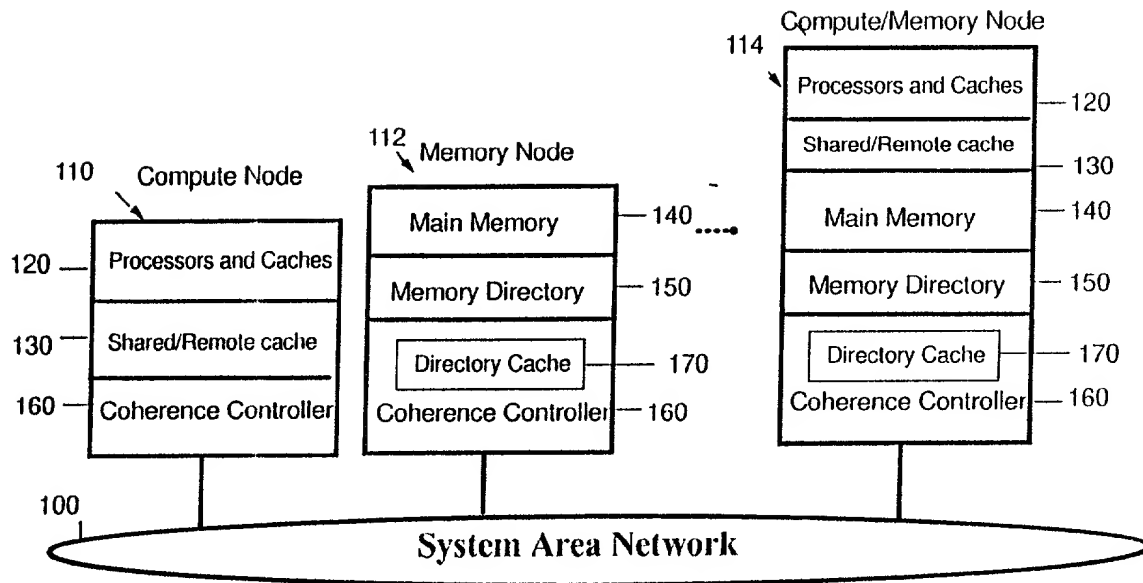 110
Compute Node
120
Processors and Caches
130
Shared/Remote cache
160
Coherence Controller
112
Memory Node
Main Memory
140
Memory Directory
150
Directory Cache
170
Coherence Controller
160
Compute/Memory Node
114
Processors and Caches
120
Shared/Remote cache
130
Main Memory
140
Memory Directory
150
Directory Cache
170
Coherence Controller
160
100
System Area Network